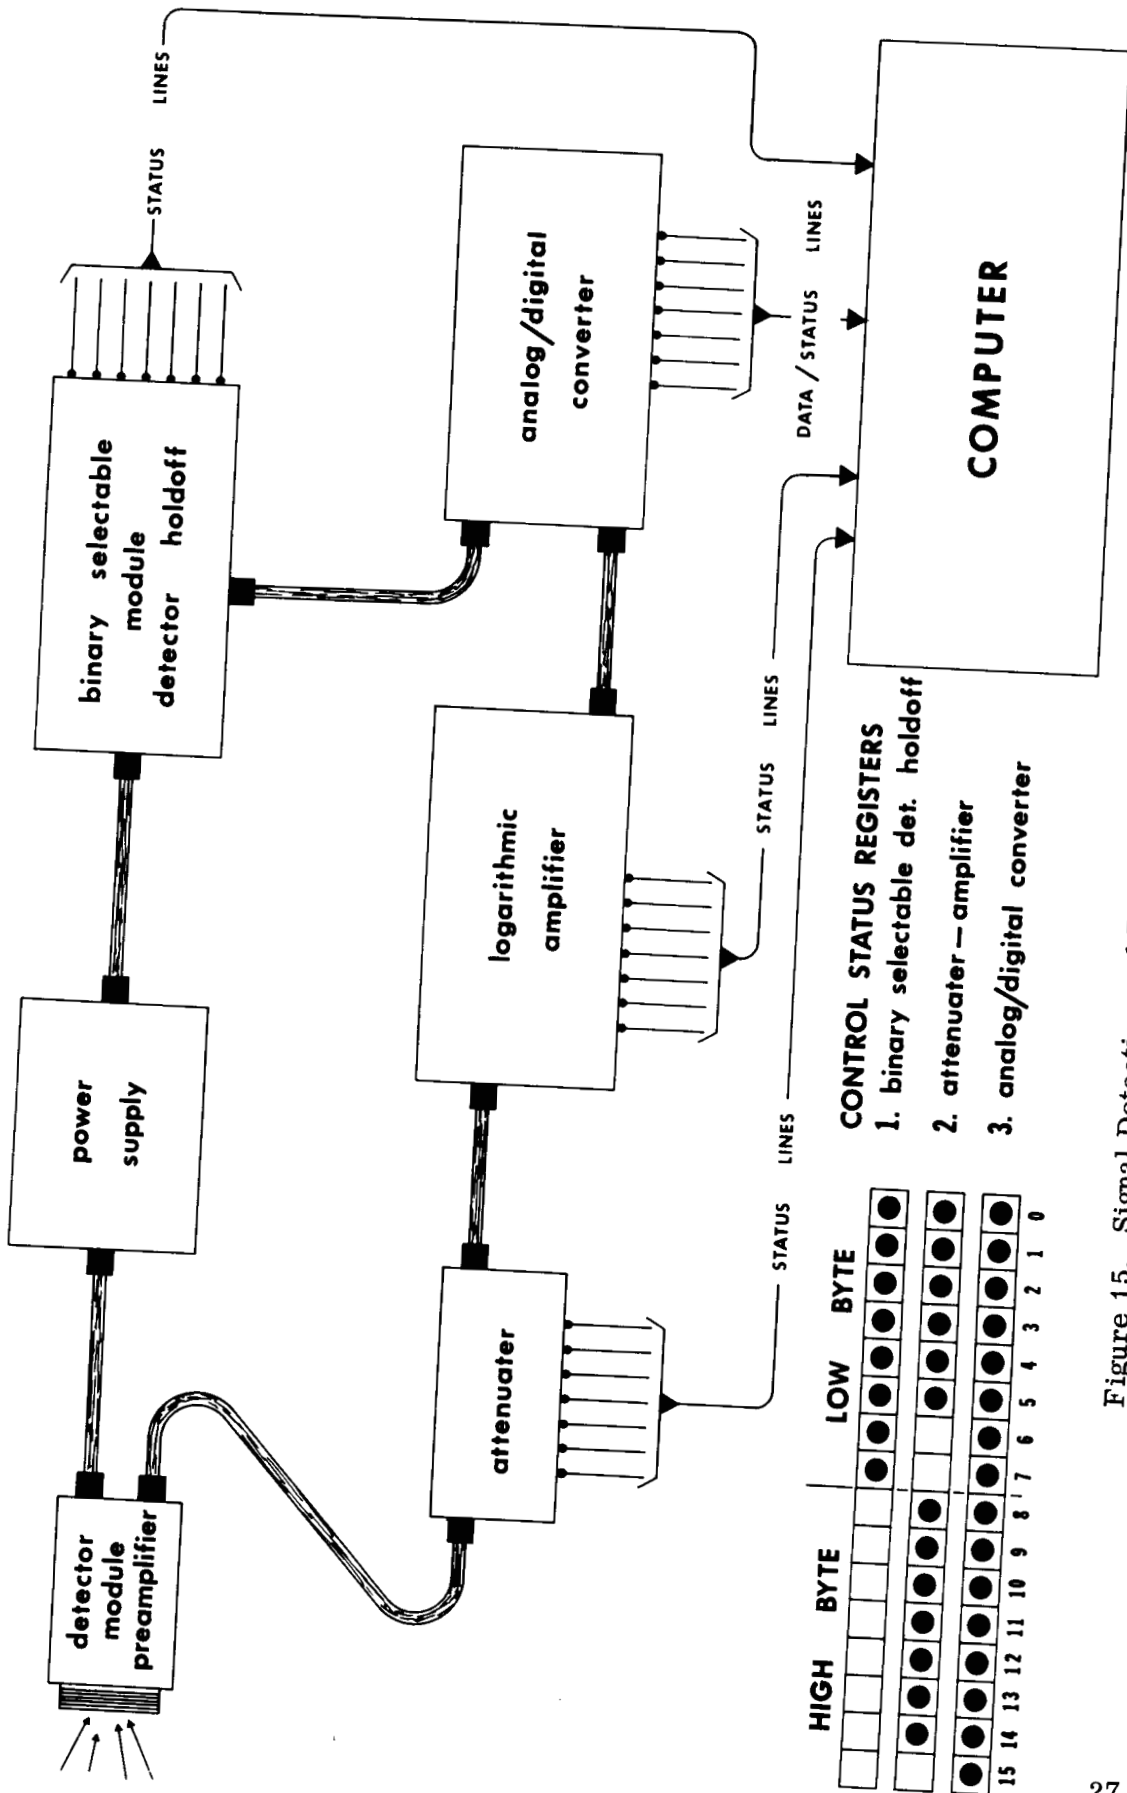 detector
module
preamplifier
power
supply
binary selectable
module
detector holdoff
STATUS LINES
attenuater
logarithmic
amplifier
analog/digital
converter
STATUS LINES
STATUS LINES
DATA / STATUS LINES
COMPUTER
HIGH BYTE LOW BYTE
CONTROL STATUS REGISTERS
1. binary selectable det. holdoff
2. attenuater — amplifier
3. analog/digital converter
15 14 13 12 11 10 9 8 7 6 5 4 3 2 1 0
Figure 15. Signal Detection
27